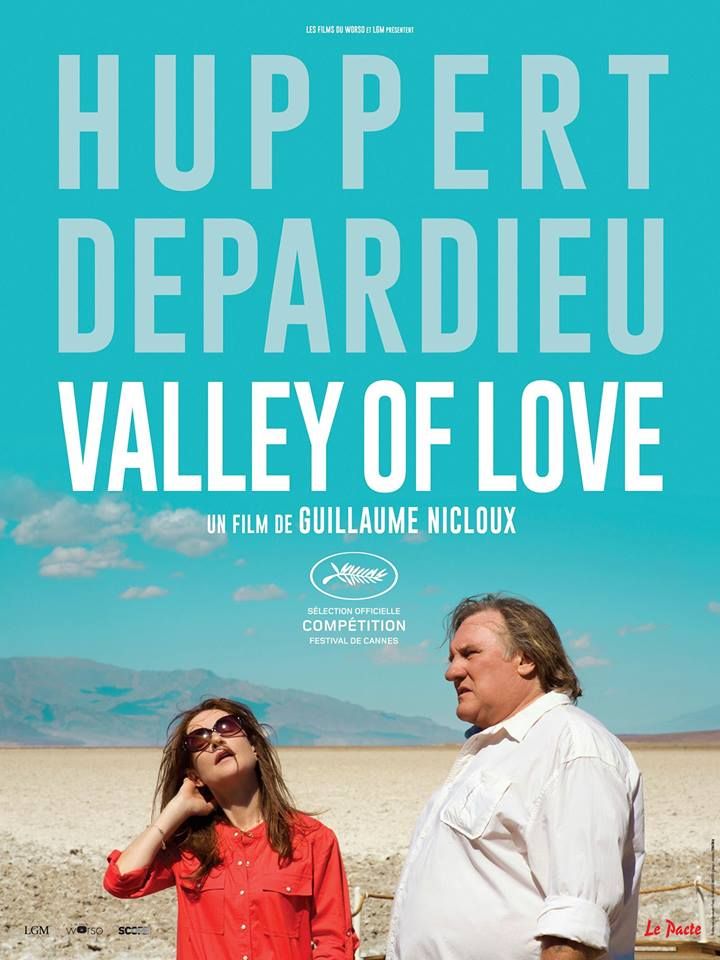 LES FILMS DU WORSO ET LGM PRÉSENTENT
HUPPERT
DEPARDIEU
VALLEY OF LOVE
UN FILM DE GUILLAUME NICLOUX
SÉLECTION OFFICIELLE
COMPÉTITION
FESTIVAL DE CANNES
LGM worso SCOPE
Le Pacte